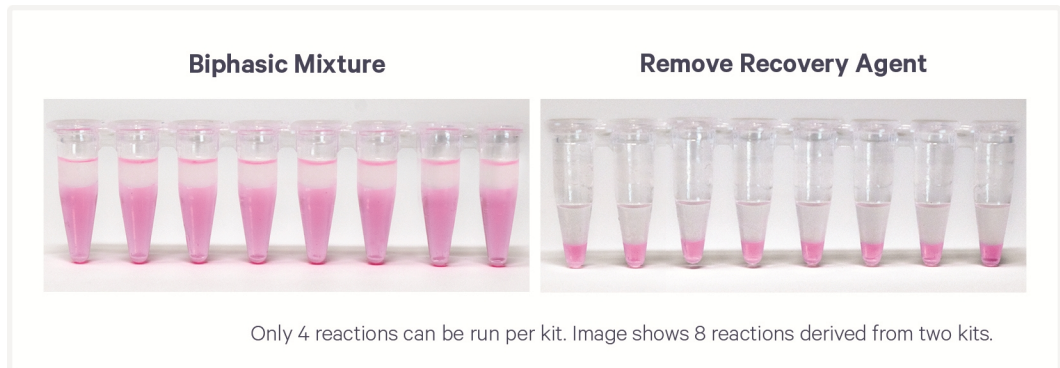 Biphasic Mixture
Remove Recovery Agent
Only 4 reactions can be run per kit. Image shows 8 reactions derived from two kits.